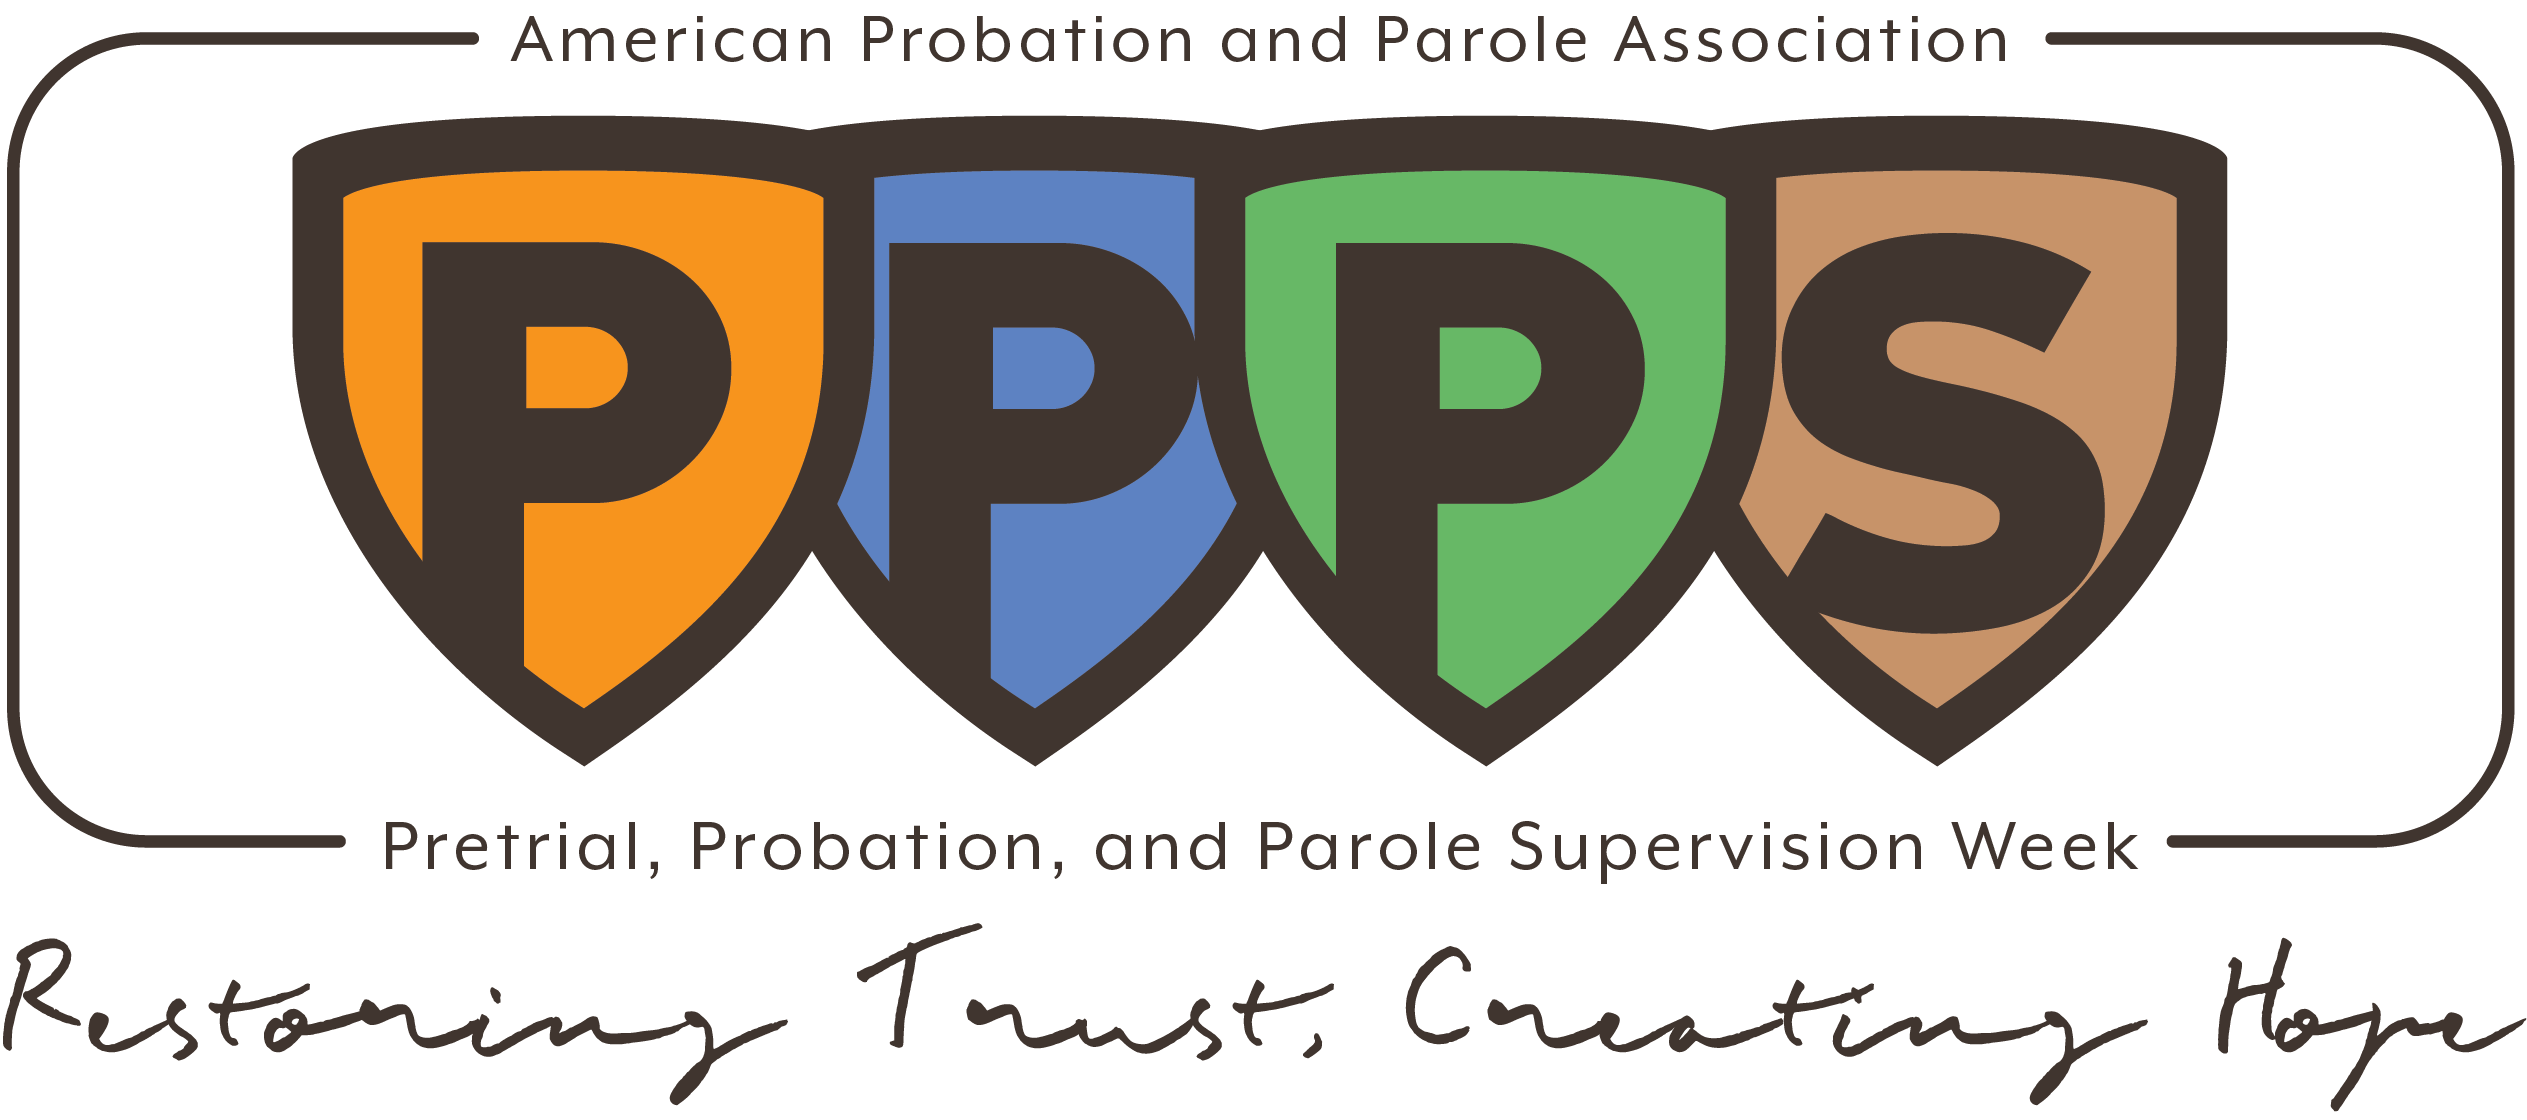 American Probation and Parole Association
PPPS
Pretrial, Probation, and Parole Supervision Week
Restoring Trust, Creating Hope